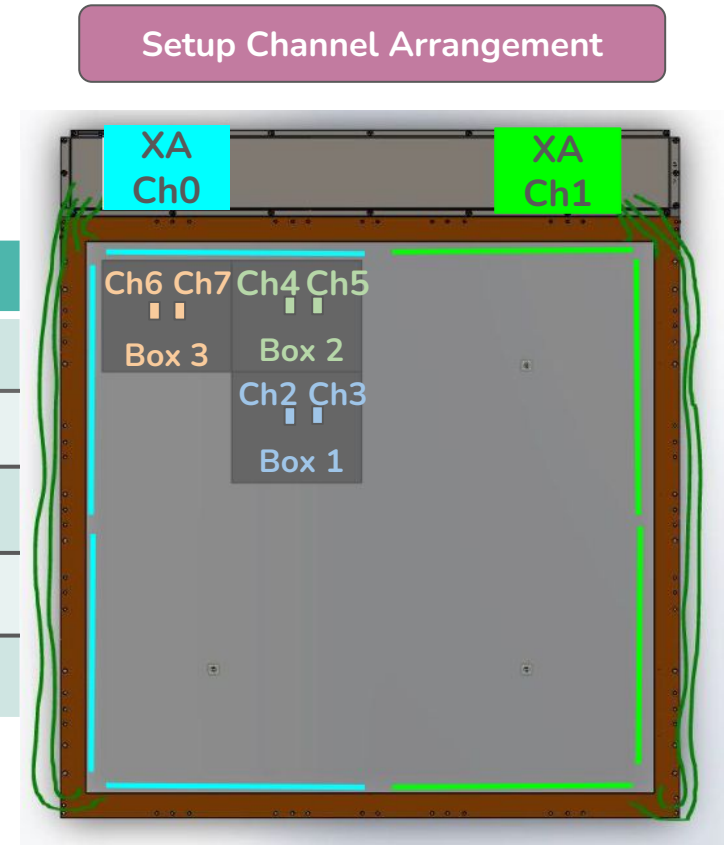 Setup Channel Arrangement
XA
Ch0
XA
Ch1
Ch6 Ch7
Box 3
Ch4 Ch5
Box 2
Ch2 Ch3
Box 1